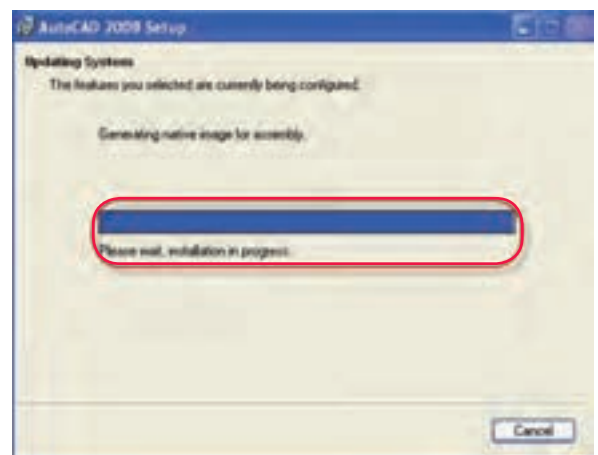 AutoCAD 2009 Setup
Updating System
The features you selected are currently being configured.
Generating native image for assembly.
Please wait, installation in progress.
Cancel